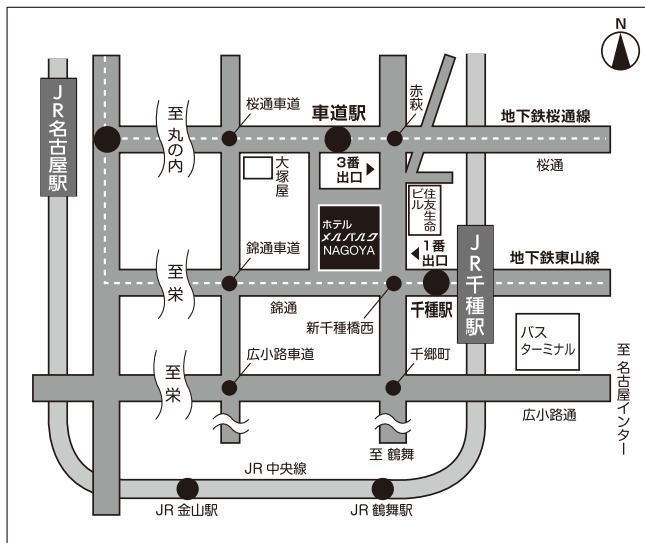 N
JR名古屋駅
至 丸の内
桜通車道
車道駅
赤萩
地下鉄桜通線
桜通
大塚屋
3番
出口
住友生命
ビル
ホテル
メルパルク
NAGOYA
1番
出口
JR千種駅
錦通車道
至 栄
地下鉄東山線
錦通
新千種橋西
千種駅
バス
ターミナル
広小路車道
千郷町
至 栄
広小路通
至 名古屋インター
至 鶴舞
JR中央線
JR金山駅
JR鶴舞駅